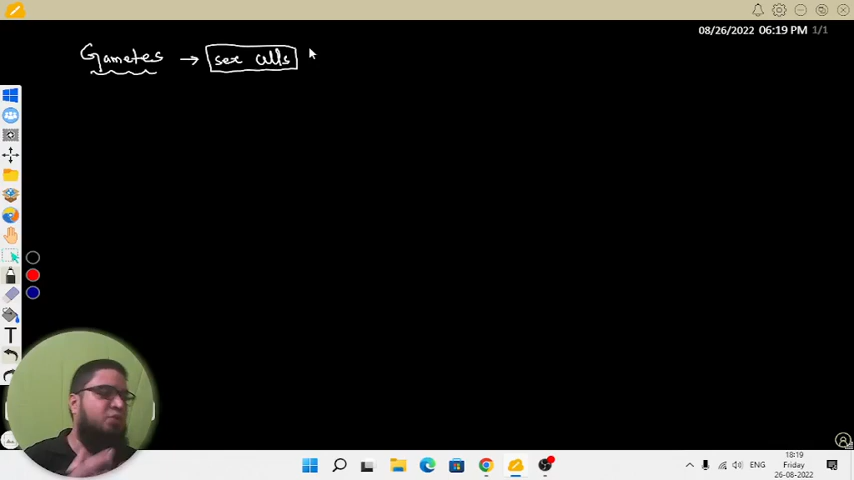 08/26/2022 06:19 PM 1/1
Gametes → sex cells
T
18:19
ENG Friday
26-08-2022